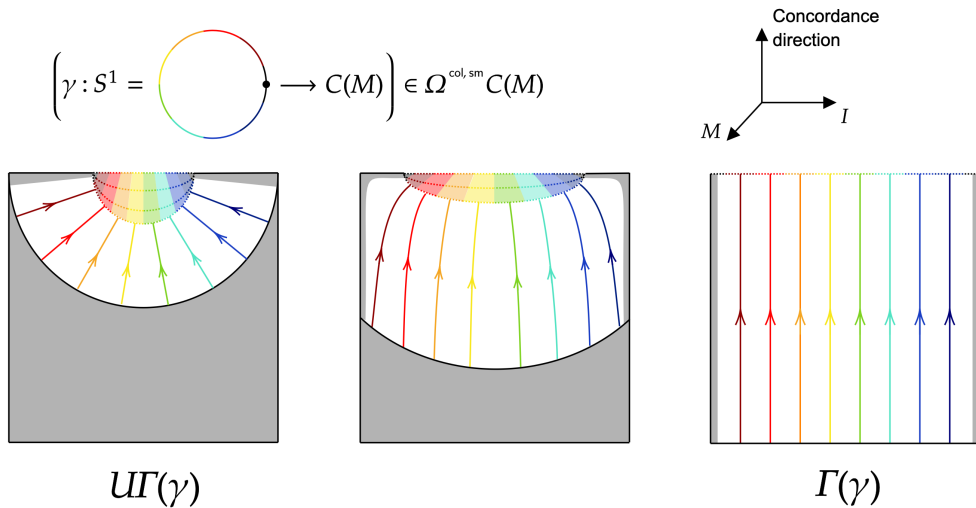 Concordance
direction
(γ : S¹ = ⟶ C(M)) ∈ Ω^{col, sm} C(M)
I
M
UΓ(γ)
Γ(γ)